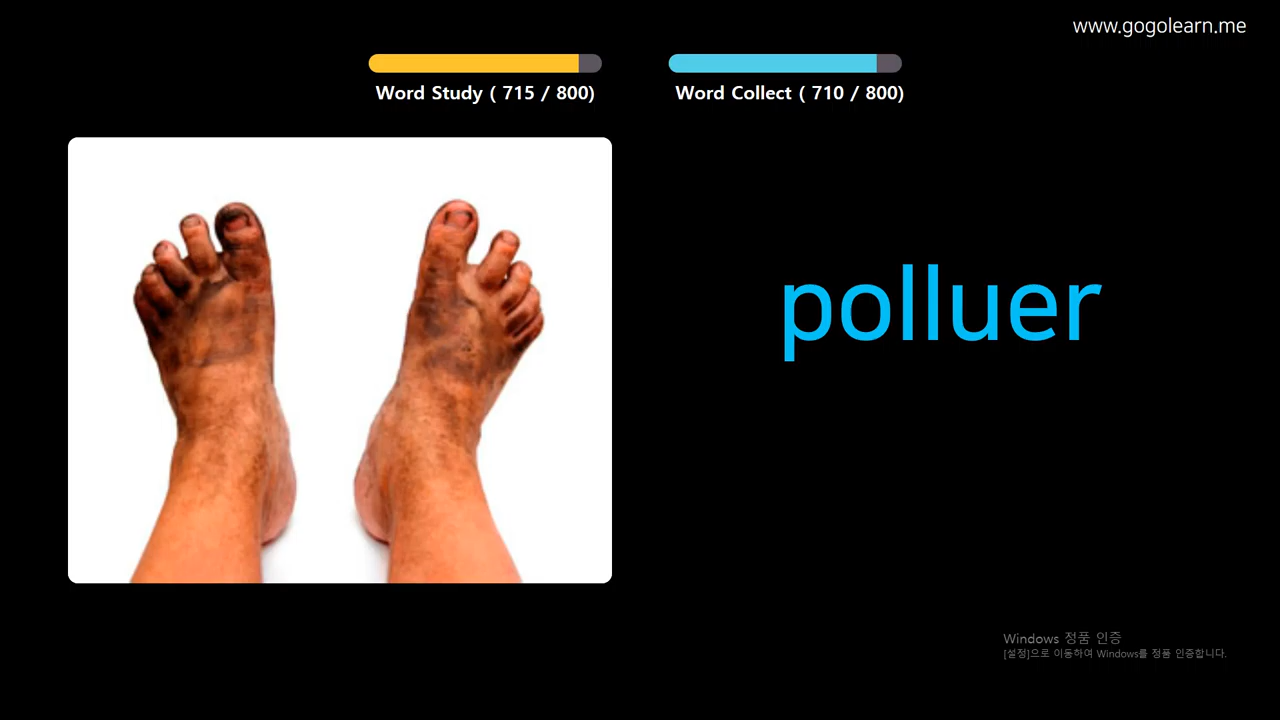 www.gogolearn.me
Word Study ( 715 / 800)
Word Collect ( 710 / 800)
polluer
Windows 정품 인증
[설정]으로 이동하여 Windows를 정품 인증합니다.